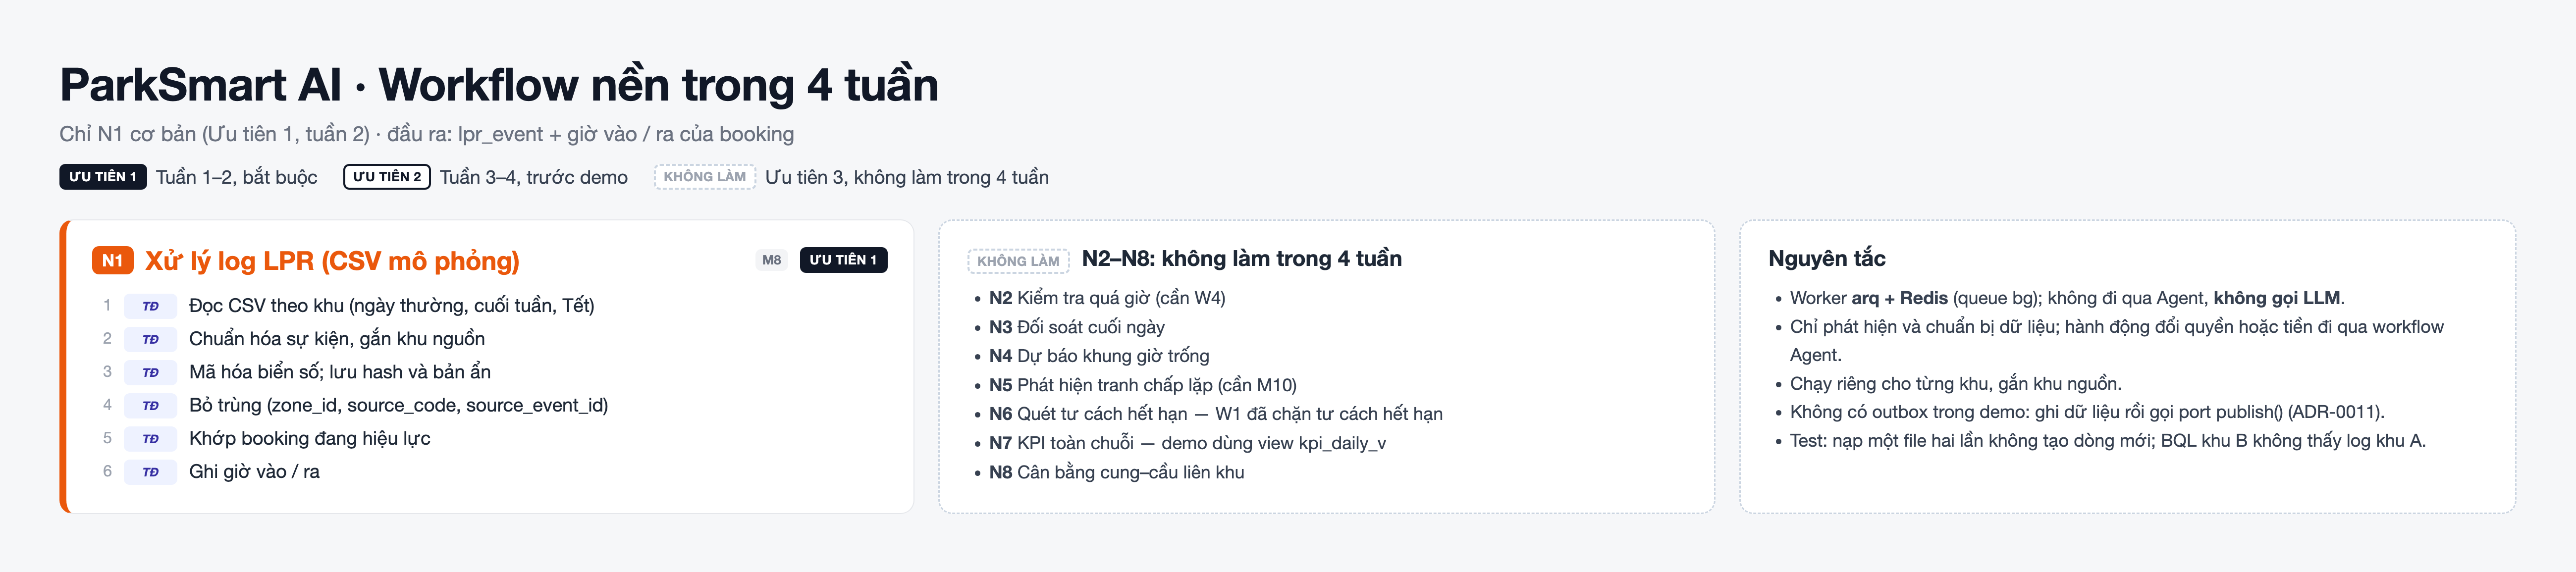 ParkSmart AI · Workflow nền trong 4 tuần
Chỉ N1 cơ bản (Ưu tiên 1, tuần 2) · đầu ra: lpr_event + giờ vào / ra của booking
ƯU TIÊN 1 Tuần 1–2, bắt buộc ƯU TIÊN 2 Tuần 3–4, trước demo KHÔNG LÀM Ưu tiên 3, không làm trong 4 tuần
N1 Xử lý log LPR (CSV mô phỏng) M8 ƯU TIÊN 1
1 TĐ Đọc CSV theo khu (ngày thường, cuối tuần, Tết)
2 TĐ Chuẩn hóa sự kiện, gắn khu nguồn
3 TĐ Mã hóa biển số; lưu hash và bản ẩn
4 TĐ Bỏ trùng (zone_id, source_code, source_event_id)
5 TĐ Khớp booking đang hiệu lực
6 TĐ Ghi giờ vào / ra
KHÔNG LÀM N2–N8: không làm trong 4 tuần
• N2 Kiểm tra quá giờ (cần W4)
• N3 Đối soát cuối ngày
• N4 Dự báo khung giờ trống
• N5 Phát hiện tranh chấp lặp (cần M10)
• N6 Quét tư cách hết hạn — W1 đã chặn tư cách hết hạn
• N7 KPI toàn chuỗi — demo dùng view kpi_daily_v
• N8 Cân bằng cung–cầu liên khu
Nguyên tắc
• Worker arq + Redis (queue bg); không đi qua Agent, không gọi LLM.
• Chỉ phát hiện và chuẩn bị dữ liệu; hành động đổi quyền hoặc tiền đi qua workflow
Agent.
• Chạy riêng cho từng khu, gắn khu nguồn.
• Không có outbox trong demo: ghi dữ liệu rồi gọi port publish() (ADR-0011).
• Test: nạp một file hai lần không tạo dòng mới; BQL khu B không thấy log khu A.